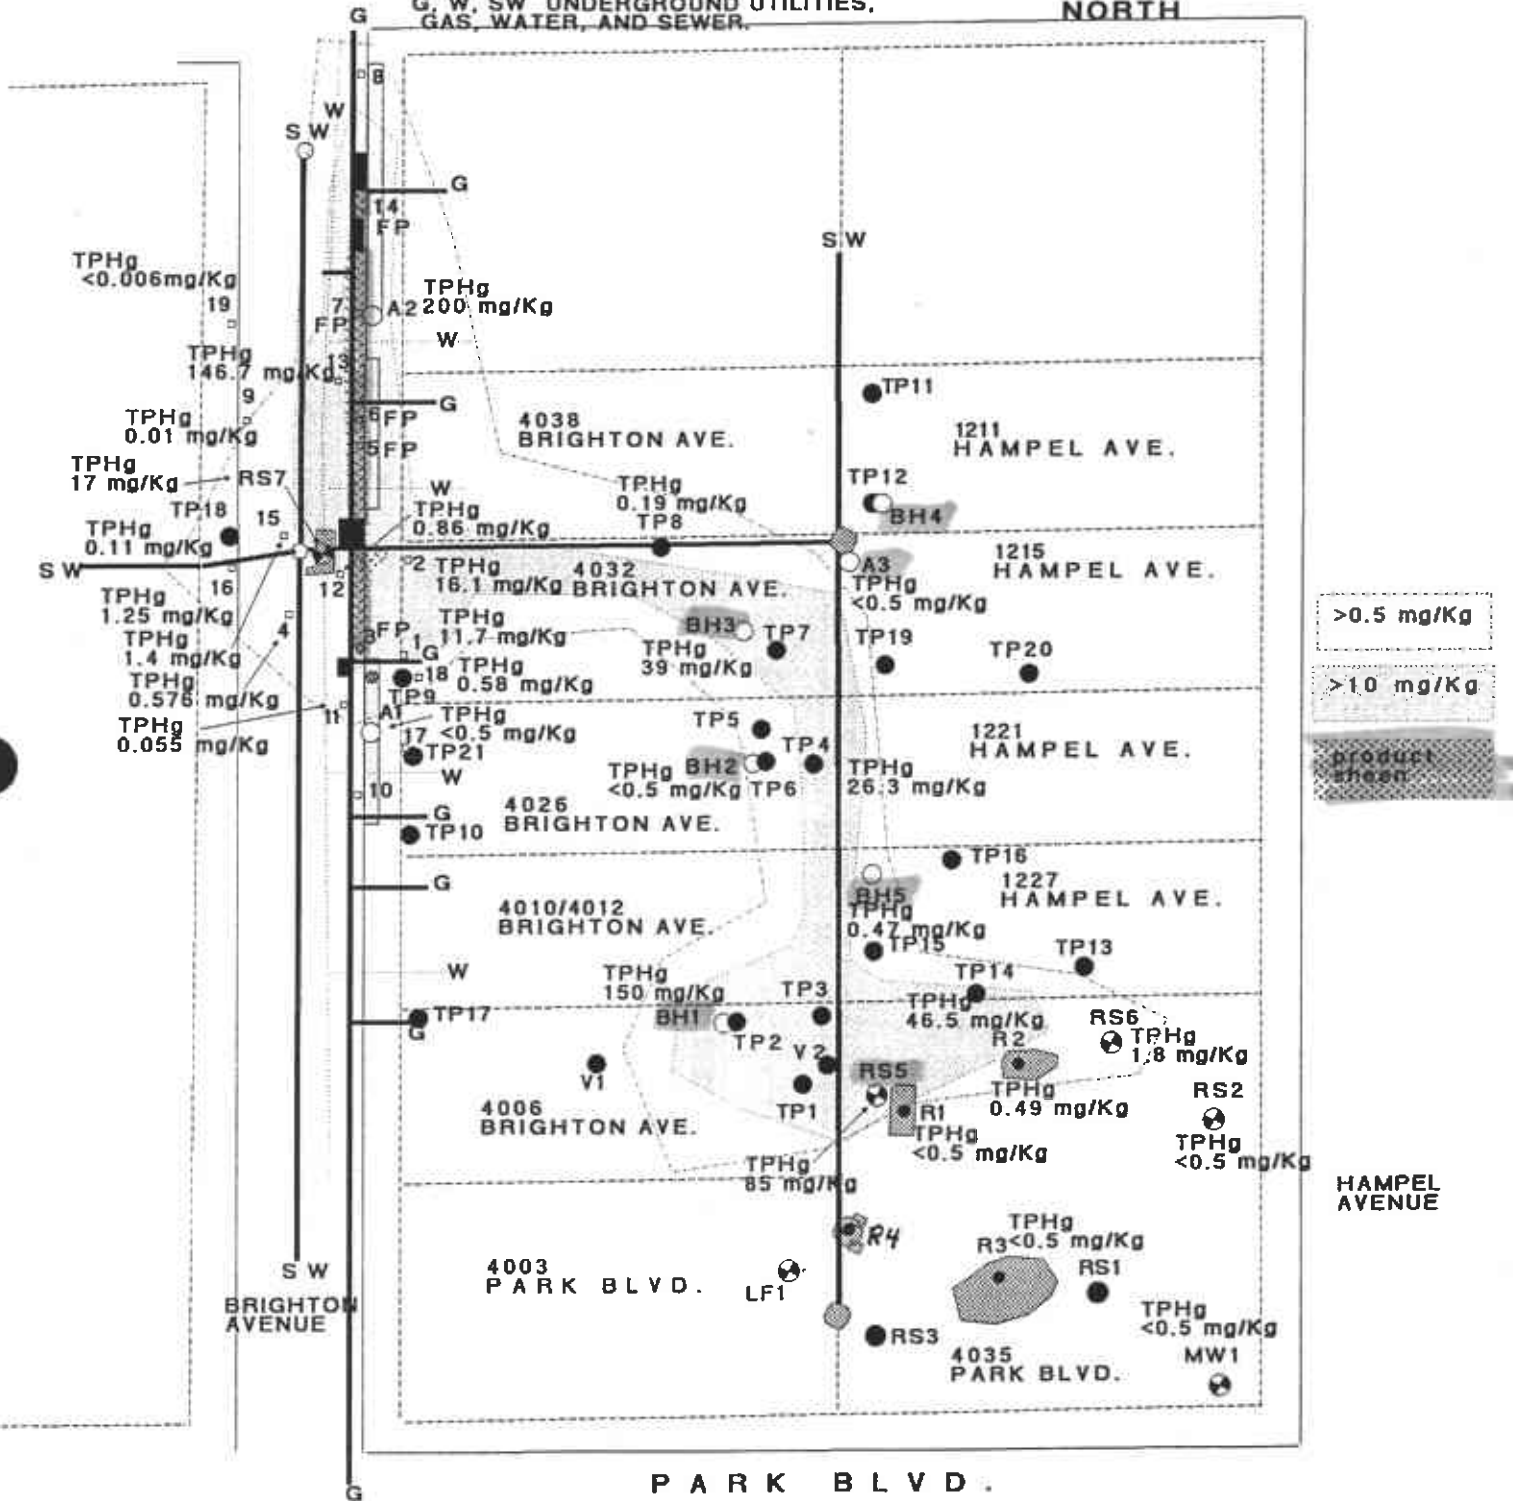 G, W, SW UNDERGROUND UTILITIES,
GAS, WATER, AND SEWER.
NORTH
G
8
W
SW
G
14
FP
SW
TPHg
<0.006mg/Kg
19
TPHg
200 mg/Kg
7
A2
FP
W
TPHg
146.7 mg/Kg
13
9
G
6FP
5FP
TPHg
0.01 mg/Kg
4038
BRIGHTON AVE.
TP11
1211
HAMPEL AVE.
TPHg
17 mg/Kg
RS7
W
TPHg
0.19 mg/Kg
TP12
BH4
TP18
15
TPHg
0.86 mg/Kg
TP8
TPHg
0.11 mg/Kg
SW
16
12
2
TPHg
16.1 mg/Kg
4032
BRIGHTON AVE.
A3
TPHg
<0.5 mg/Kg
1215
HAMPEL AVE.
>0.5 mg/Kg
TPHg
1.25 mg/Kg
4
3
FP
1
TPHg
11.7 mg/Kg
BH3
TP7
TPHg
39 mg/Kg
TP19
TP20
TPHg
1.4 mg/Kg
G
18
TPHg
0.58 mg/Kg
TP9
>10 mg/Kg
TPHg
0.576 mg/Kg
11
A1
TPHg
<0.5 mg/Kg
17
TP21
TPHg
0.055 mg/Kg
TP5
BH2
TP4
TP6
TPHg
<0.5 mg/Kg
TPHg
26.3 mg/Kg
1221
HAMPEL AVE.
product
sheen
W
10
G
TP10
4026
BRIGHTON AVE.
G
TP16
1227
HAMPEL AVE.
BH5
TPHg
0.47 mg/Kg
4010/4012
BRIGHTON AVE.
TP15
TP13
W
TPHg
150 mg/Kg
TP14
TP3
TPHg
46.5 mg/Kg
TP17
G
BH1
TP2
V2
R2
RS6
TPHg
1.8 mg/Kg
V1
RS5
TPHg
0.49 mg/Kg
RS2
4006
BRIGHTON AVE.
TP1
R1
TPHg
<0.5 mg/Kg
TPHg
<0.5 mg/Kg
TPHg
85 mg/Kg
HAMPEL
AVENUE
R4
TPHg
<0.5 mg/Kg
R3
RS1
4003
PARK BLVD.
LF1
SW
BRIGHTON
AVENUE
TPHg
<0.5 mg/Kg
RS3
4035
PARK BLVD.
MW1
PARK BLVD.
G